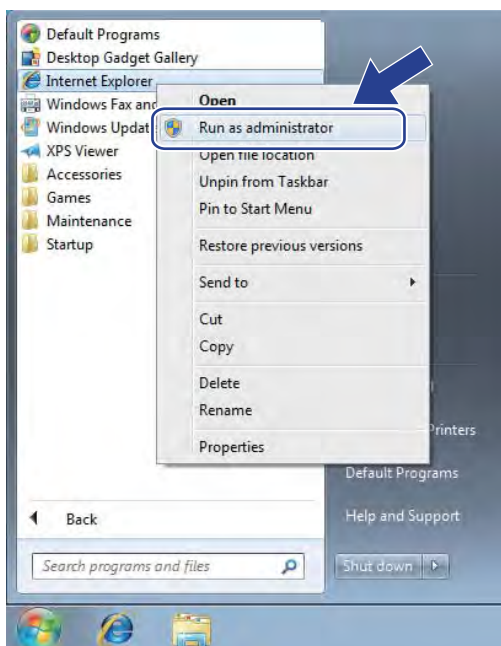 Default Programs
Desktop Gadget Gallery
Internet Explorer
Windows Fax and
Windows Updat
XPS Viewer
Accessories
Games
Maintenance
Startup
Back
Search programs and files
Open
Run as administrator
Open file location
Unpin from Taskbar
Pin to Start Menu
Restore previous versions
Send to
Cut
Copy
Delete
Rename
Properties
Printers
Default Programs
Help and Support
Shut down